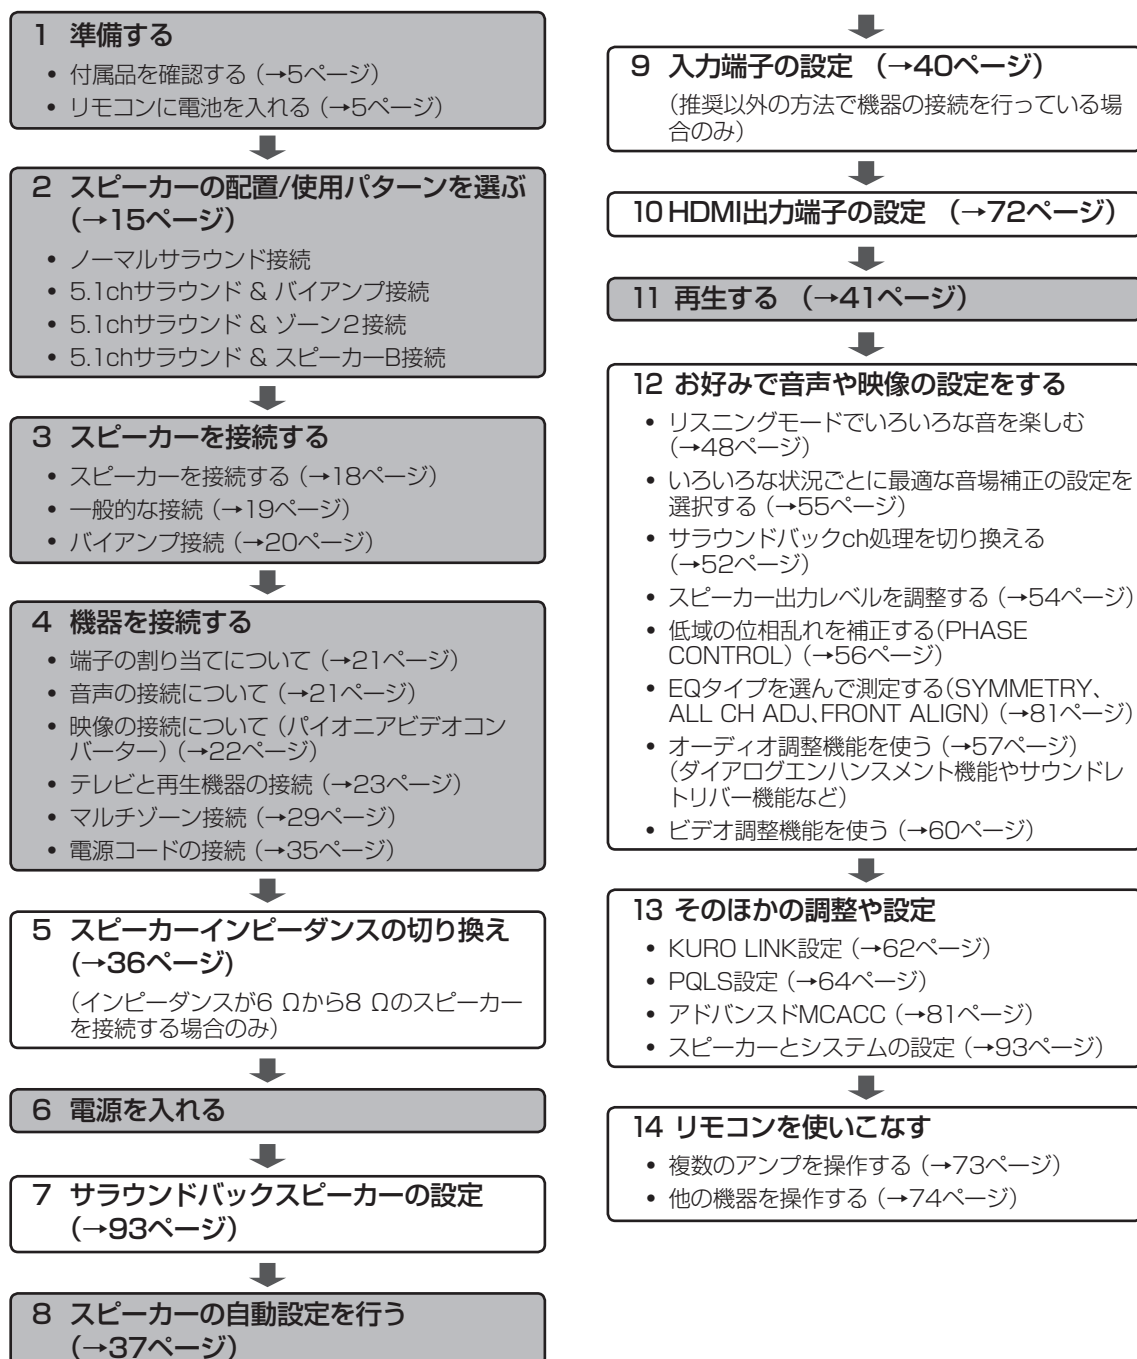 1 準備する
• 付属品を確認する（→5ページ）
• リモコンに電池を入れる（→5ページ）
2 スピーカーの配置/使用パターンを選ぶ
（→15ページ）
• ノーマルサラウンド接続
• 5.1chサラウンド & バイアンプ接続
• 5.1chサラウンド & ゾーン2接続
• 5.1chサラウンド & スピーカーB接続
3 スピーカーを接続する
• スピーカーを接続する（→18ページ）
• 一般的な接続（→19ページ）
• バイアンプ接続（→20ページ）
4 機器を接続する
• 端子の割り当てについて（→21ページ）
• 音声の接続について（→21ページ）
• 映像の接続について（パイオニアビデオコン
バーター）（→22ページ）
• テレビと再生機器の接続（→23ページ）
• マルチゾーン接続（→29ページ）
• 電源コードの接続（→35ページ）
5 スピーカーインピーダンスの切り換え
(→36ページ)
（インピーダンスが6 Ωから8 Ωのスピーカー
を接続する場合のみ）
6 電源を入れる
7 サラウンドバックスピーカーの設定
（→93ページ）
8 スピーカーの自動設定を行う
（→37ページ）
9 入力端子の設定 （→40ページ）
（推奨以外の方法で機器の接続を行っている場
合のみ）
10 HDMI出力端子の設定 （→72ページ）
11 再生する （→41ページ）
12 お好みで音声や映像の設定をする
• リスニングモードでいろいろな音を楽しむ
（→48ページ）
• いろいろな状況ごとに最適な音場補正の設定を
選択する（→55ページ）
• サラウンドバックch処理を切り換える
（→52ページ）
• スピーカー出力レベルを調整する（→54ページ）
• 低域の位相乱れを補正する（PHASE
CONTROL）（→56ページ）
• EQタイプを選んで測定する（SYMMETRY、
ALL CH ADJ、FRONT ALIGN）（→81ページ）
• オーディオ調整機能を使う（→57ページ）
（ダイアログエンハンスメント機能やサウンドレ
トリバー機能など）
• ビデオ調整機能を使う（→60ページ）
13 そのほかの調整や設定
• KURO LINK設定（→62ページ）
• PQLS設定（→64ページ）
• アドバンスドMCACC（→81ページ）
• スピーカーとシステムの設定（→93ページ）
14 リモコンを使いこなす
• 複数のアンプを操作する（→73ページ）
• 他の機器を操作する（→74ページ）